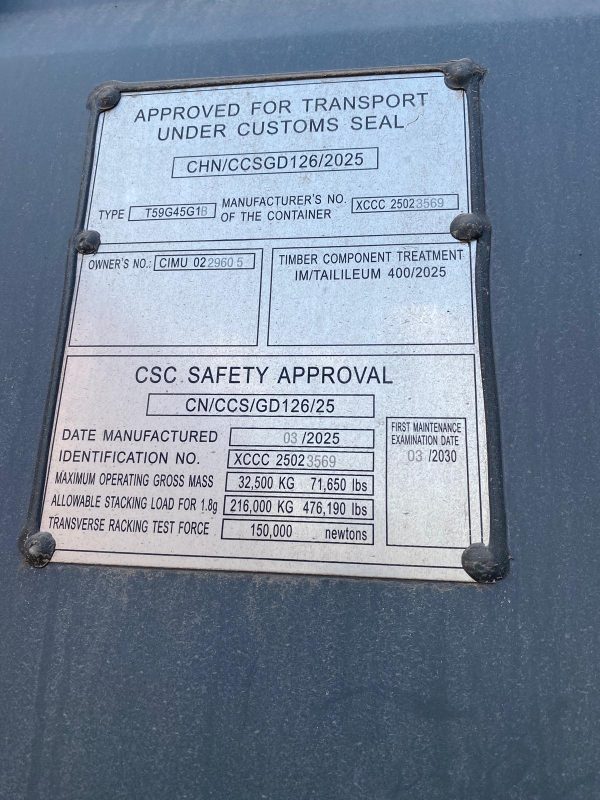 APPROVED FOR TRANSPORT
UNDER CUSTOMS SEAL
CHN/CCSGD126/2025
TYPE T59G45G1B MANUFACTURER'S NO. OF THE CONTAINER XCCC 25023569
OWNER'S NO.: CIMU 022960 5
TIMBER COMPONENT TREATMENT
IM/TAILILEUM 400/2025
CSC SAFETY APPROVAL
CN/CCS/GD126/25
DATE MANUFACTURED 03 /2025
IDENTIFICATION NO. XCCC 25023569
MAXIMUM OPERATING GROSS MASS 32,500 KG 71,650 lbs
ALLOWABLE STACKING LOAD FOR 1.8g 216,000 KG 476,190 lbs
TRANSVERSE RACKING TEST FORCE 150,000 newtons
FIRST MAINTENANCE
EXAMINATION DATE
03 /2030